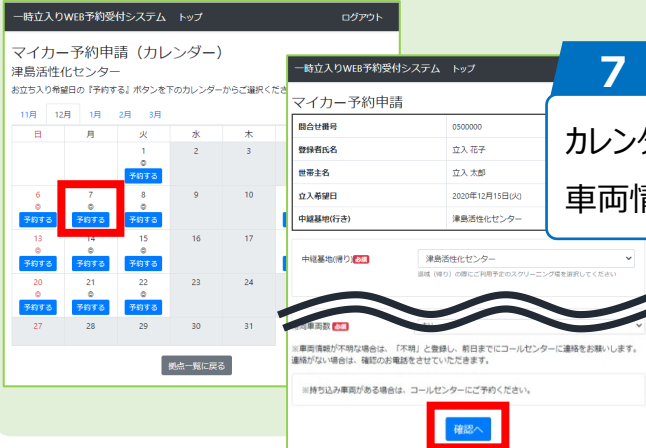 一時立入りWEB予約受付システム トップ ログアウト
マイカー予約申請（カレンダー）
津島活性化センター
お立ち入り希望日の『予約する』ボタンを下のカレンダーからご選択くださ
11月 12月 1月 2月 3月
日 月 火 水 木
1 2 3
◎
予約する
6 7 8 9 10
◎ ◎ ◎
予約する 予約する 予約する
13 14 15 16 17
◎ ◎ ◎
予約する 予約する 予約する
20 21 22 23 24
◎ ◎ ◎
予約する 予約する 予約する
27 28 29 30 31
拠点一覧に戻る
一時立入りWEB予約受付システム トップ
マイカー予約申請
問合せ番号 0500000
登録者氏名 立入 花子
世帯主名 立入 太郎
立入希望日 2020年12月15日(火)
中継基地(行き) 津島活性化センター
中継基地(帰り) 必須 津島活性化センター
退域（帰り）の際にご利用予定のスクリーニング場を選択してください
車両数 必須
※車両情報が不明な場合は、「不明」と登録し、前日までにコールセンターに連絡をお願いします。
連絡がない場合は、確認のお電話をさせていただきます。
※持ち込み車両がある場合は、コールセンターにご予約ください。
確認へ
7
カレンダ
車両情